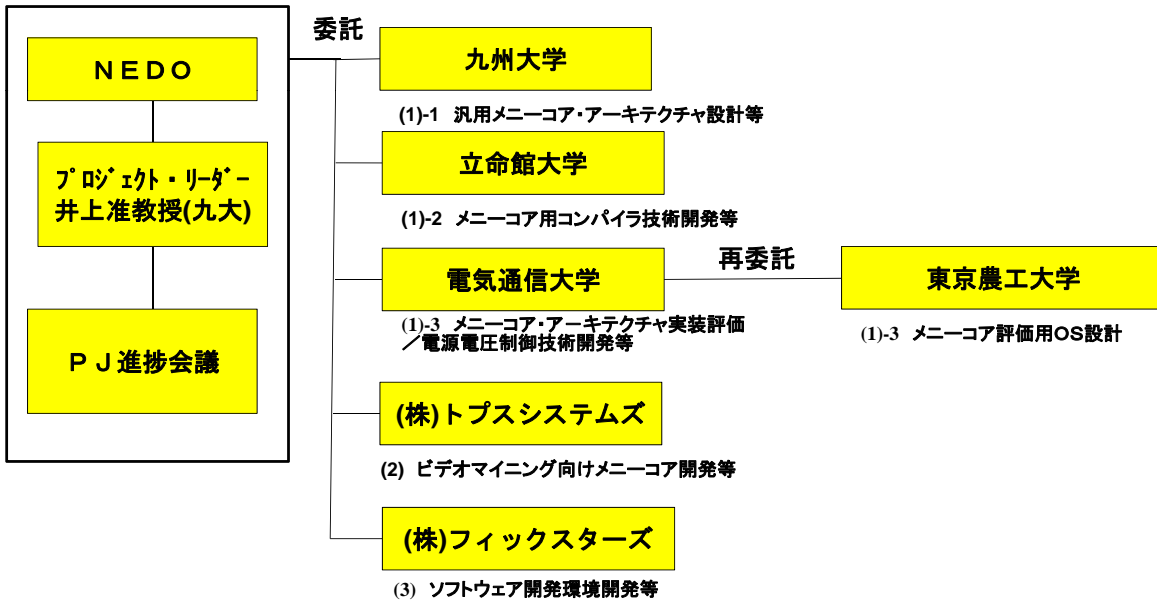 NEDO
プロジェクト・リーダー
井上准教授(九大)
PJ進捗会議
委託
九州大学
(1)-1 汎用メニーコア・アーキテクチャ設計等
立命館大学
(1)-2 メニーコア用コンパイラ技術開発等
電気通信大学
(1)-3 メニーコア・アーキテクチャ実装評価
／電源電圧制御技術開発等
再委託
東京農工大学
(1)-3 メニーコア評価用OS設計
(株)トプスシステムズ
(2) ビデオマイニング向けメニーコア開発等
(株)フィックスターズ
(3) ソフトウェア開発環境開発等